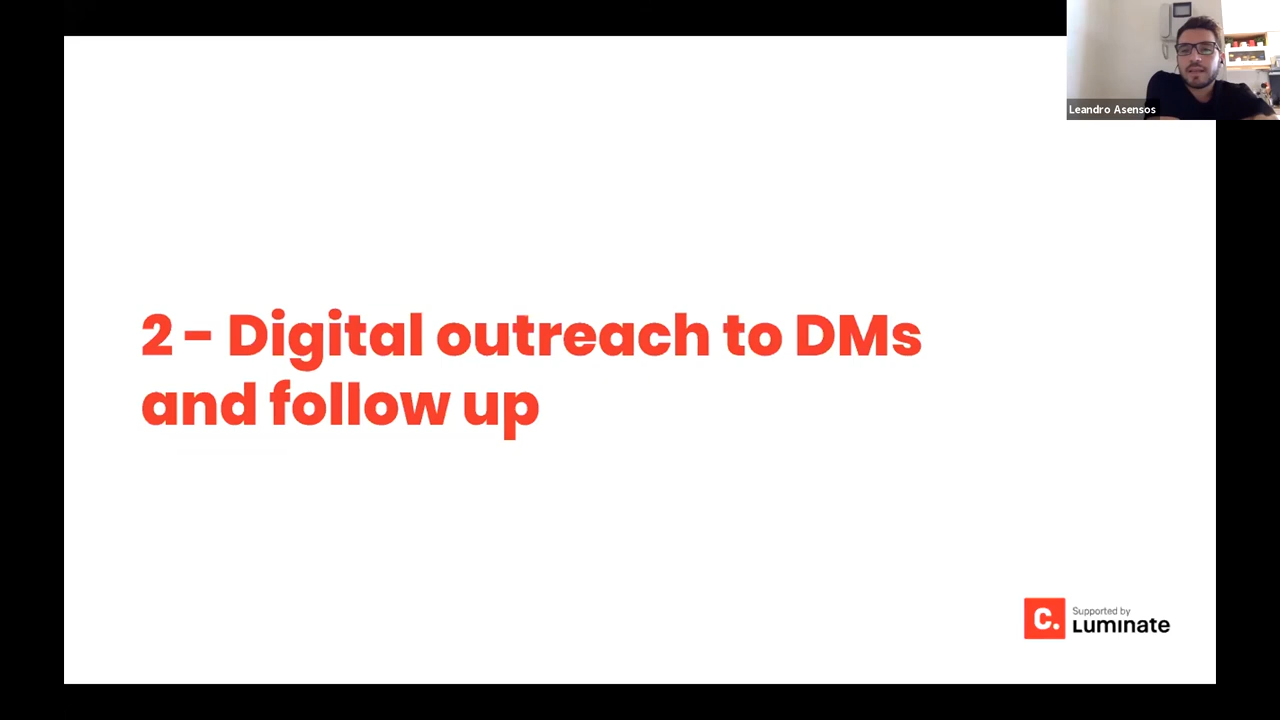 Leandro Asensos
2 - Digital outreach to DMs
and follow up
C.
Supported by
Luminate